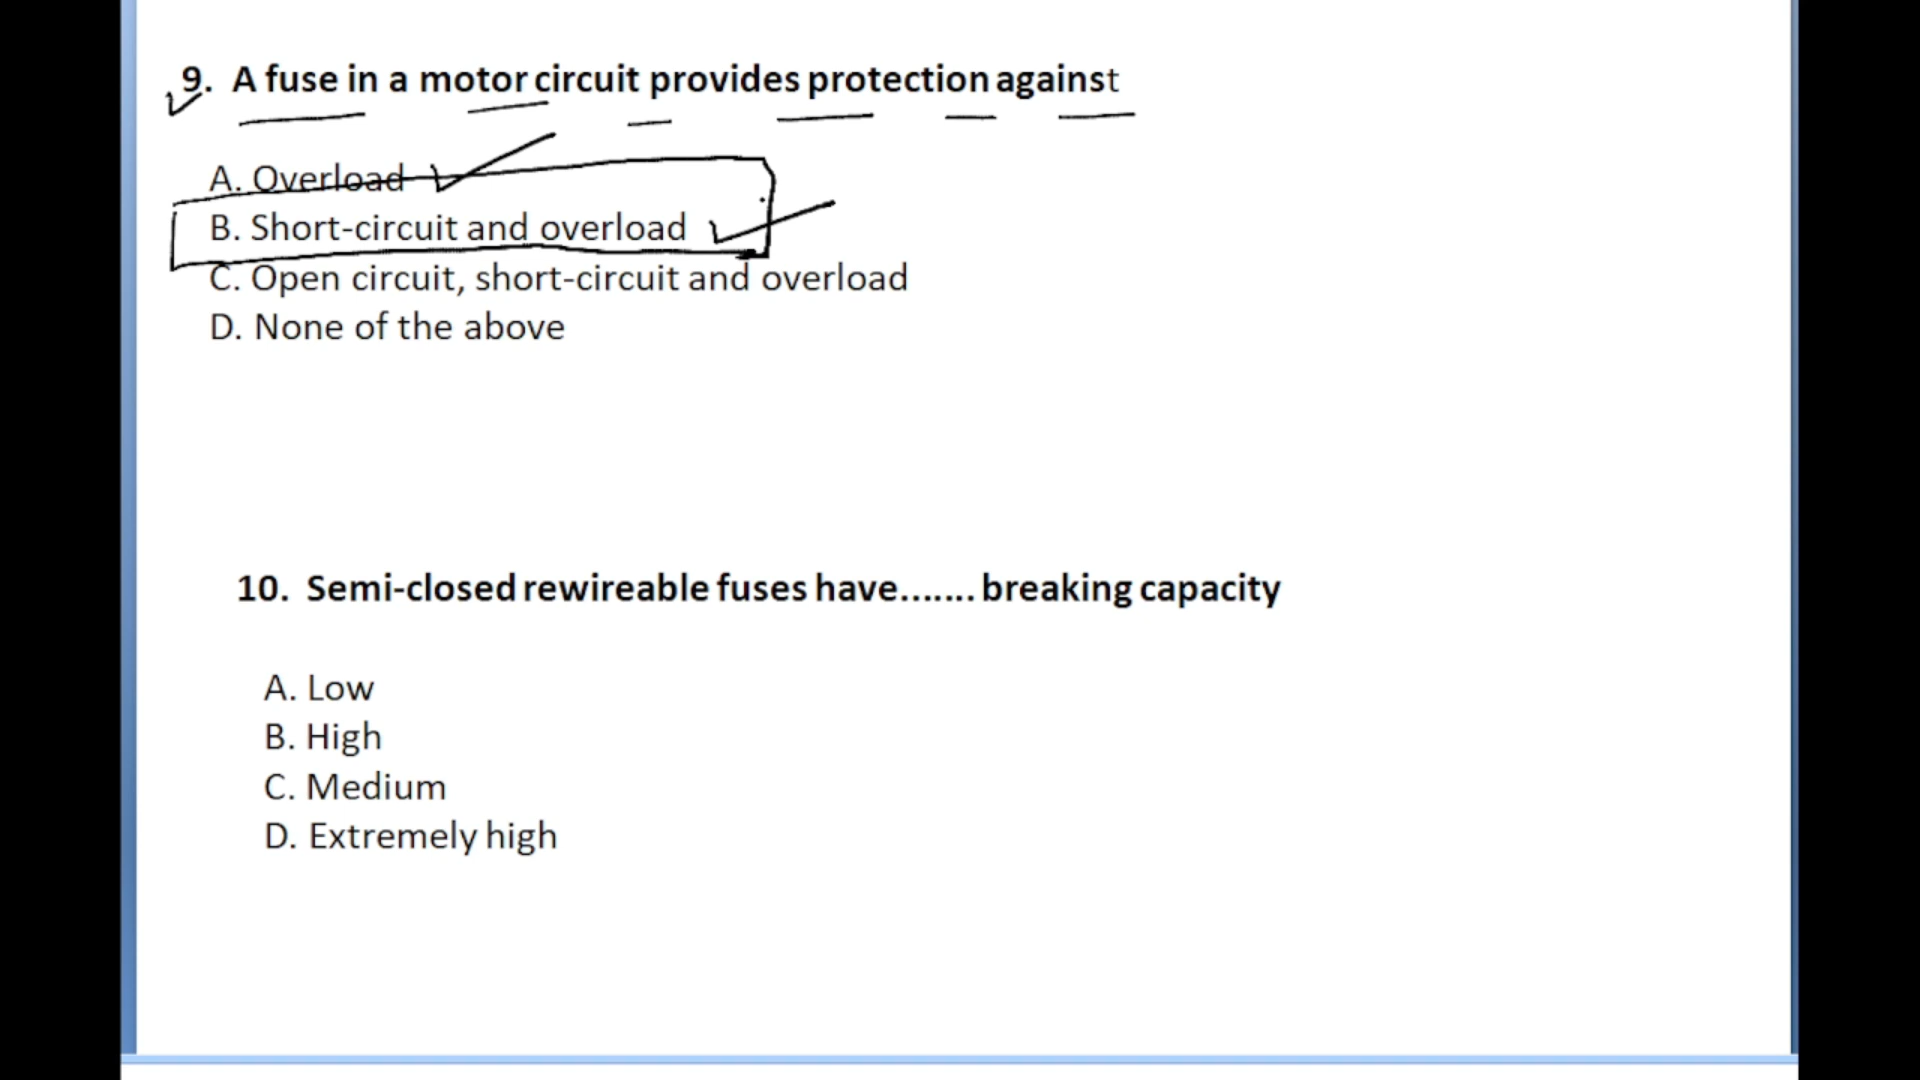 9. A fuse in a motor circuit provides protection against
A. Overload
B. Short-circuit and overload
C. Open circuit, short-circuit and overload
D. None of the above
10. Semi-closed rewireable fuses have....... breaking capacity
A. Low
B. High
C. Medium
D. Extremely high